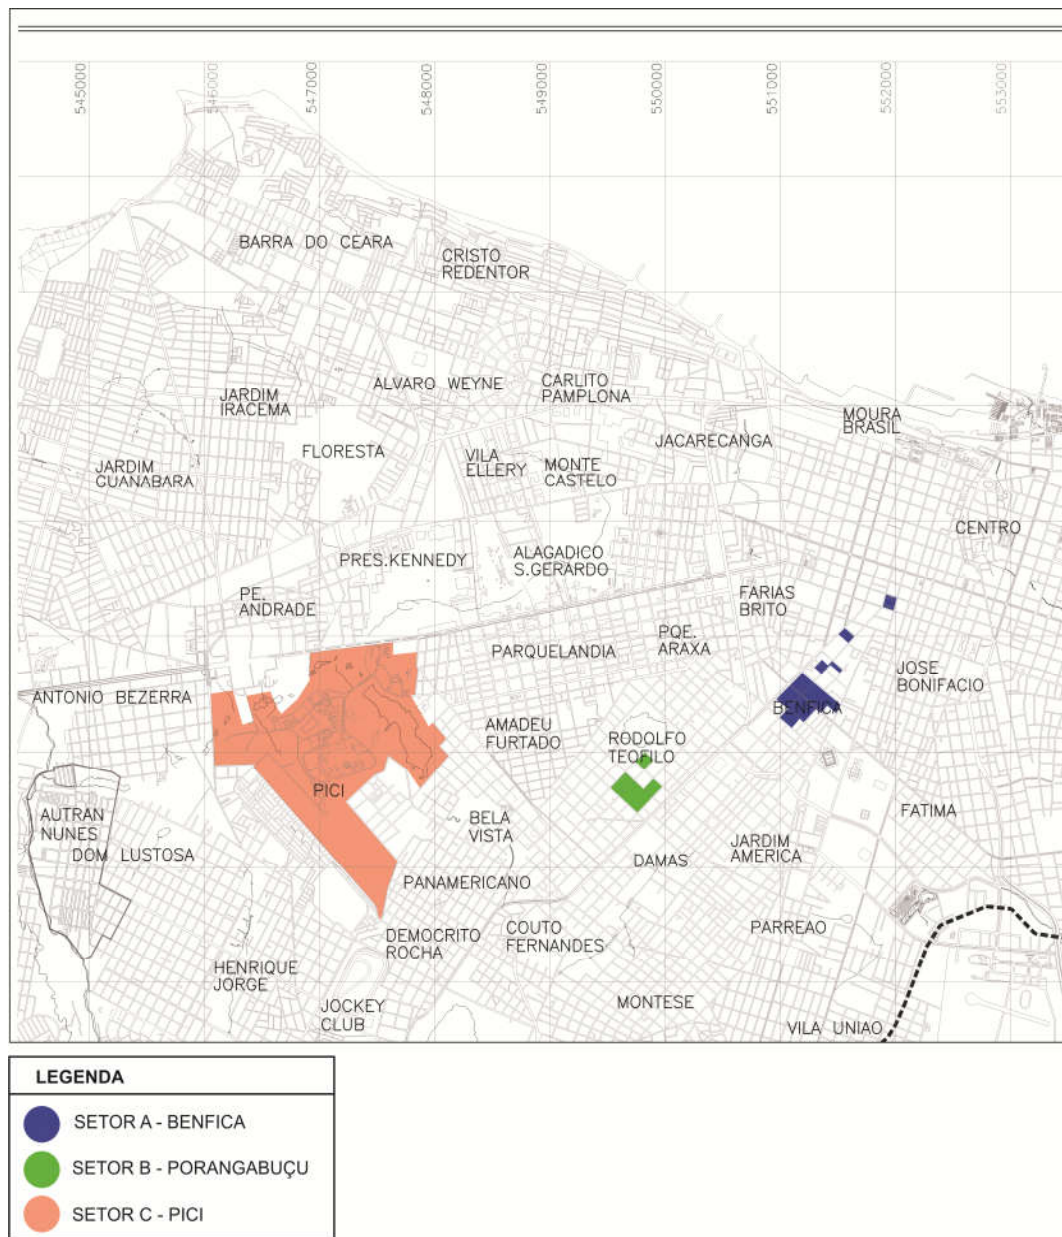 545000
546000
547000
548000
549000
550000
551000
552000
553000
BARRA DO CEARA
CRISTO
REDENTOR
ALVARO WEYNE
CARLITO
PAMPLONA
JARDIM
IRACEMA
MOURA
BRASIL
FLORESTA
JACARECANGA
VILA
ELLERY
MONTE
CASTELO
JARDIM
GUANABARA
CENTRO
PRES.KENNEDY
ALAGADICO
S.GERARDO
PE.
ANDRADE
FARIAS
BRITO
PARQUELANDIA
PQE.
ARAXA
JOSE
BONIFACIO
ANTONIO BEZERRA
BENFICA
AMADEU
FURTADO
RODOLFO
TEOFILO
PICI
AUTRAN
NUNES
BELA
VISTA
FATIMA
DOM LUSTOSA
JARDIM
AMERICA
DAMAS
PANAMERICANO
DEMOCRITO
ROCHA
COUTO
FERNANDES
PARREAO
HENRIQUE
JORGE
JOCKEY
CLUB
MONTESE
VILA UNIAO
LEGENDA
SETOR A - BENFICA
SETOR B - PORANGABUÇU
SETOR C - PICI